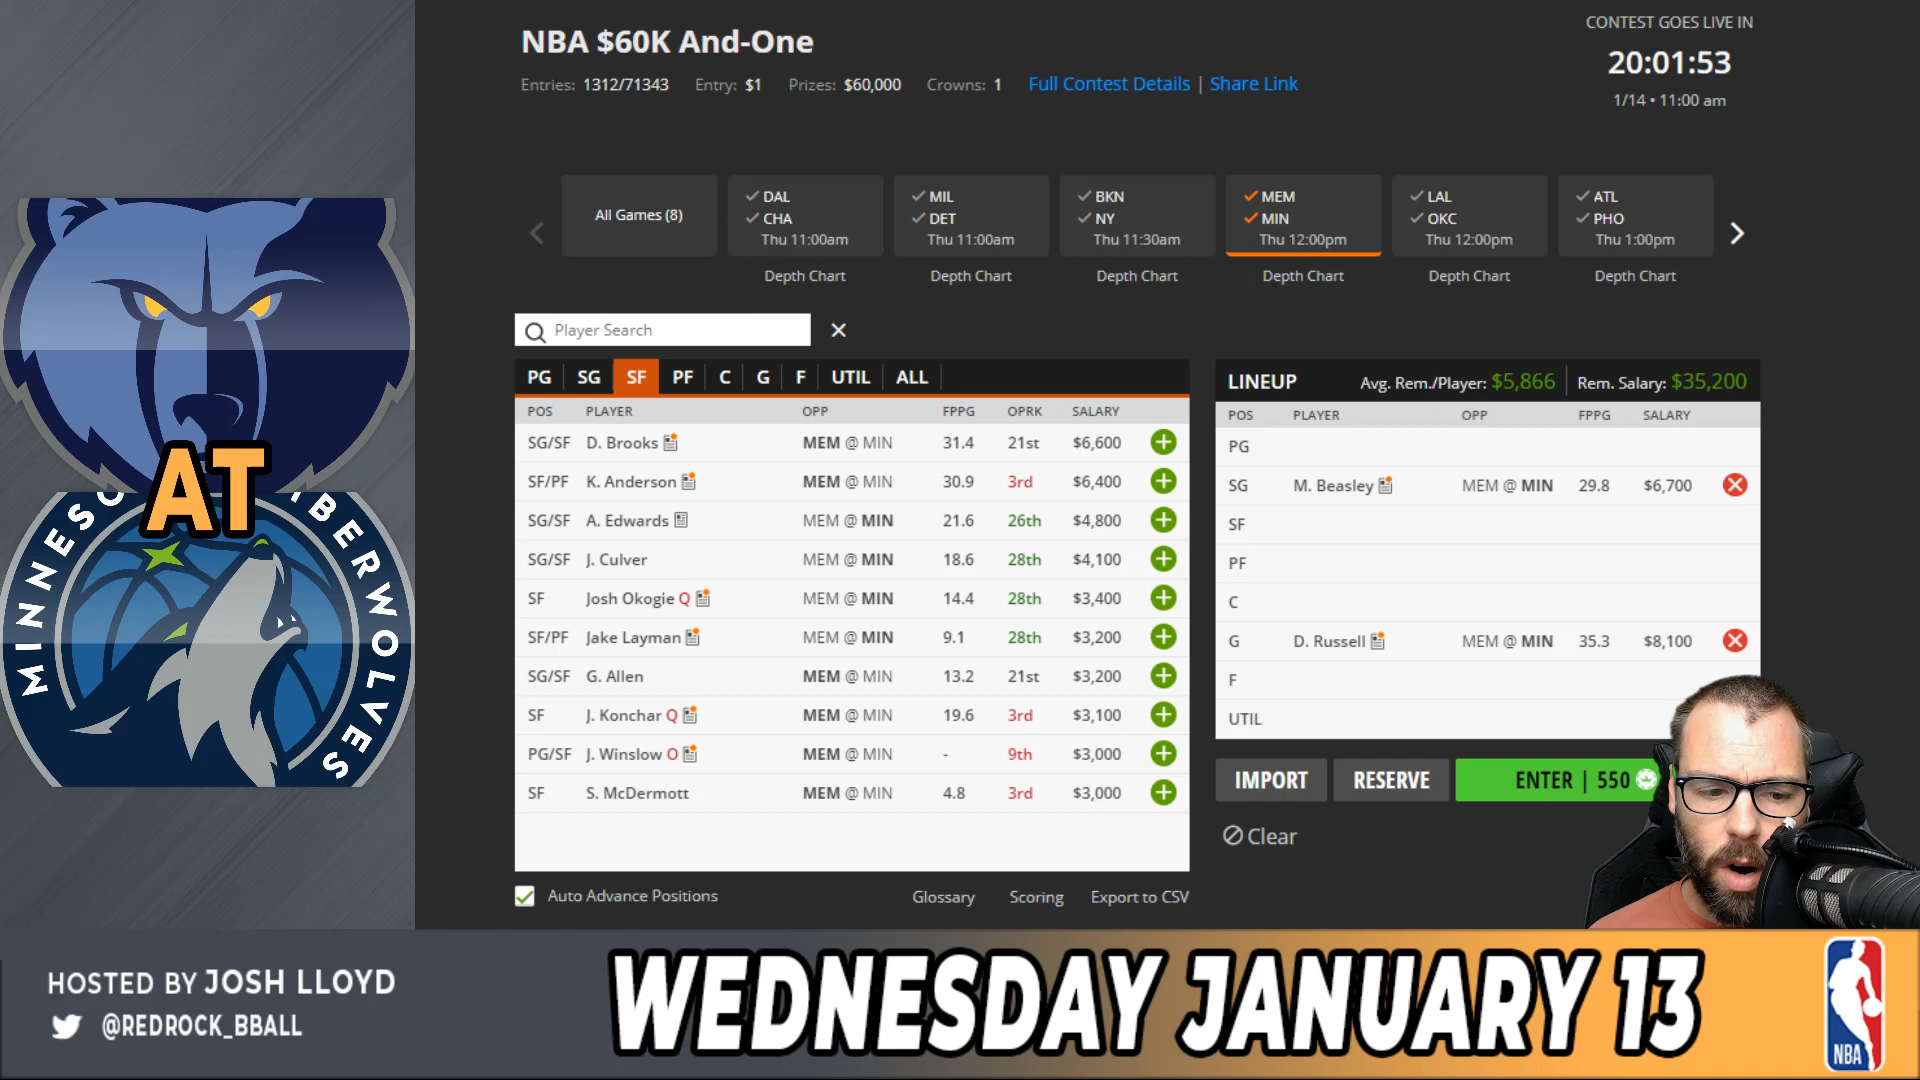 NBA $60K And-One
Entries: 1312/71343 Entry: $1 Prizes: $60,000 Crowns: 1 Full Contest Details | Share Link
CONTEST GOES LIVE IN
20:01:53
1/14 • 11:00 am
All Games (8)
DAL
CHA
Thu 11:00am
Depth Chart
MIL
DET
Thu 11:00am
Depth Chart
BKN
NY
Thu 11:30am
Depth Chart
MEM
MIN
Thu 12:00pm
Depth Chart
LAL
OKC
Thu 12:00pm
Depth Chart
ATL
PHO
Thu 1:00pm
Depth Chart
Player Search
PG SG SF PF C G F UTIL ALL
POS PLAYER OPP FPPG OPRK SALARY
SG/SF D. Brooks MEM @ MIN 31.4 21st $6,600
SF/PF K. Anderson MEM @ MIN 30.9 3rd $6,400
SG/SF A. Edwards MEM @ MIN 21.6 26th $4,800
SG/SF J. Culver MEM @ MIN 18.6 28th $4,100
SF Josh Okogie Q MEM @ MIN 14.4 28th $3,400
SF/PF Jake Layman MEM @ MIN 9.1 28th $3,200
SG/SF G. Allen MEM @ MIN 13.2 21st $3,200
SF J. Konchar Q MEM @ MIN 19.6 3rd $3,100
PG/SF J. Winslow O MEM @ MIN - 9th $3,000
SF S. McDermott MEM @ MIN 4.8 3rd $3,000
Auto Advance Positions Glossary Scoring Export to CSV
LINEUP Avg. Rem./Player: $5,866 Rem. Salary: $35,200
POS PLAYER OPP FPPG SALARY
PG
SG M. Beasley MEM @ MIN 29.8 $6,700
SF
PF
C
G D. Russell MEM @ MIN 35.3 $8,100
F
UTIL
IMPORT RESERVE ENTER | 550
Clear
AT
TIMBERWOLVES
HOSTED BY JOSH LLOYD
@REDROCK_BBALL
WEDNESDAY JANUARY 13
NBA